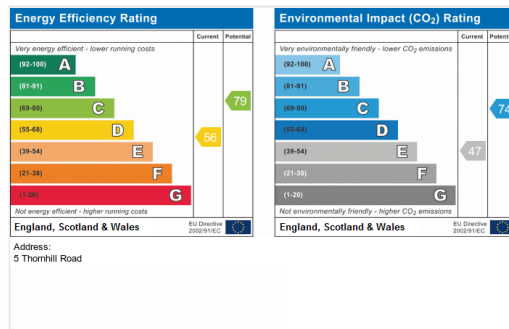 Energy Efficiency Rating
Current Potential
Very energy efficient - lower running costs
(92-100) A
(81-91) B
(69-80) C
79
(55-68) D
56
(39-54) E
(21-38) F
(1-20) G
Not energy efficient - higher running costs
England, Scotland & Wales
EU Directive
2002/91/EC
Environmental Impact (CO2) Rating
Current Potent
Very environmentally friendly - lower CO2 emissions
(92-100) A
(81-91) B
(69-80) C
74
(55-68) D
(39-54) E
47
(21-38) F
(1-20) G
Not environmentally friendly - higher CO2 emissions
England, Scotland & Wales
EU Directive
2002/91/EC
Address:
5 Thornhill Road